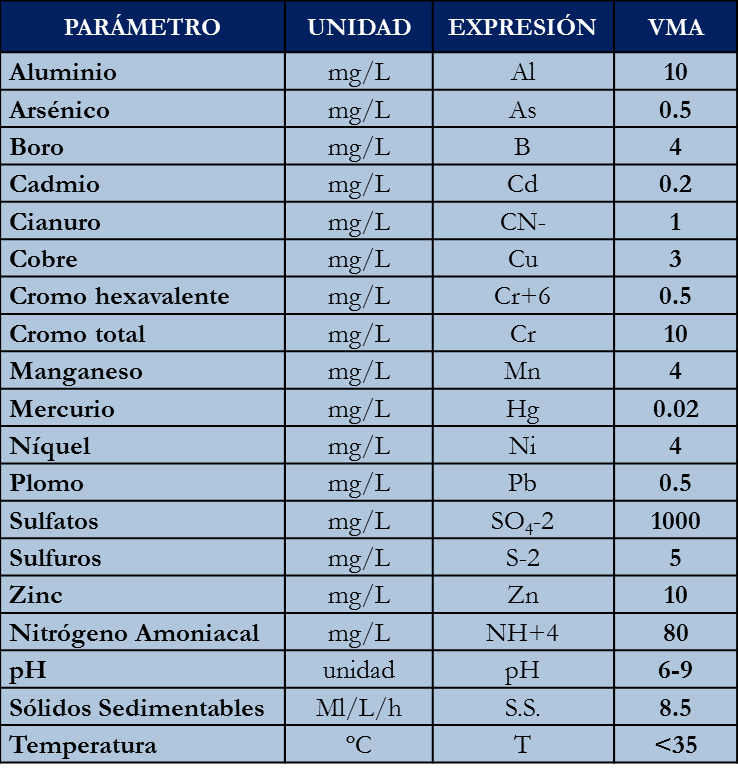 PARÁMETRO UNIDAD EXPRESIÓN VMA
Aluminio mg/L Al 10
Arsénico mg/L As 0.5
Boro mg/L B 4
Cadmio mg/L Cd 0.2
Cianuro mg/L CN- 1
Cobre mg/L Cu 3
Cromo hexavalente mg/L Cr+6 0.5
Cromo total mg/L Cr 10
Manganeso mg/L Mn 4
Mercurio mg/L Hg 0.02
Níquel mg/L Ni 4
Plomo mg/L Pb 0.5
Sulfatos mg/L SO₄-2 1000
Sulfuros mg/L S-2 5
Zinc mg/L Zn 10
Nitrógeno Amoniacal mg/L NH+4 80
pH unidad pH 6-9
Sólidos Sedimentables Ml/L/h S.S. 8.5
Temperatura ºC T <35